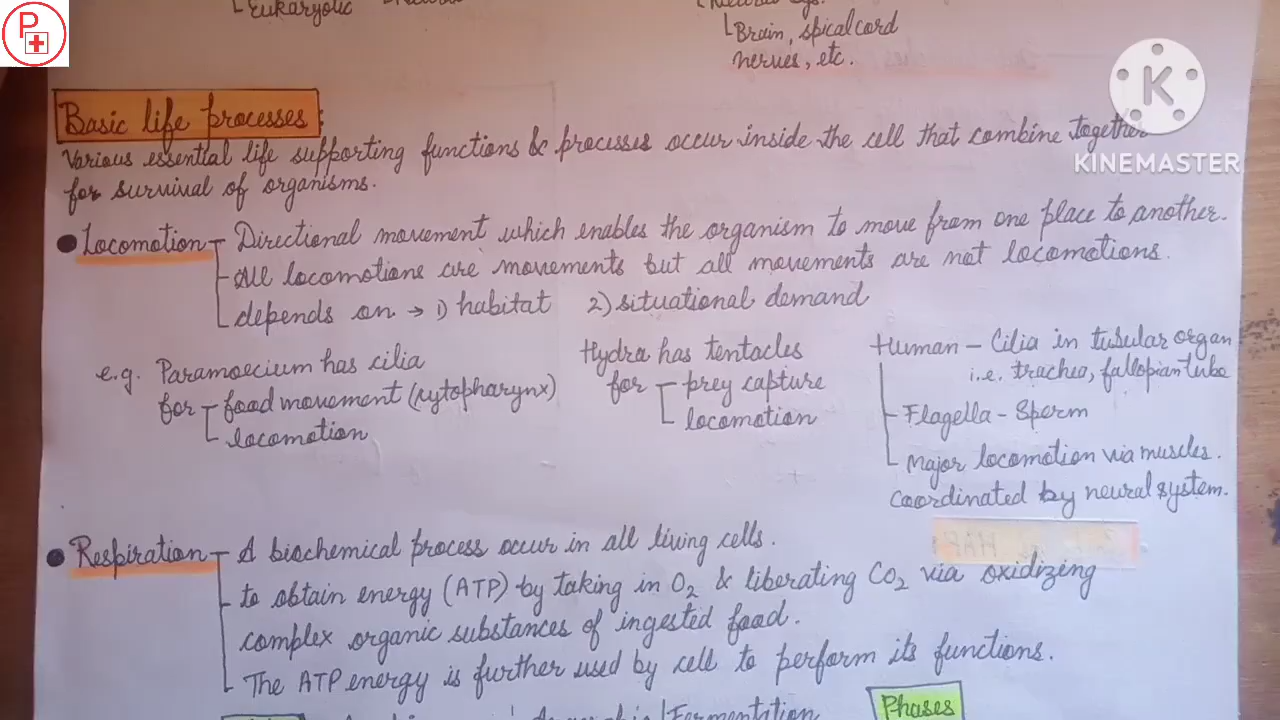 P
Eukaryotic
Brain, spical cord
nerves, etc.
K
KINEMASTER
Basic life processes :
Various essential life supporting functions & processes occur inside the cell that combine together
for survival of organisms.
Locomotion - Directional movement which enables the organism to move from one place to another.
All locomotions are movements but all movements are not locomotions.
depends on → 1) habitat 2) situational demand
e.g. Paramoecium has cilia
for food movement (cytopharynx)
locomotion
Hydra has tentacles
for prey capture
locomotion
Human - Cilia in tubular organ
i.e. trachea, fallopian tube
Flagella - Sperm
Major locomotion via muscles.
coordinated by neural system.
Respiration - A biochemical process occur in all living cells.
to obtain energy (ATP) by taking in O2 & liberating CO2 via oxidizing
complex organic substances of ingested food.
The ATP energy is further used by cell to perform its functions.
Phases
Fermentation